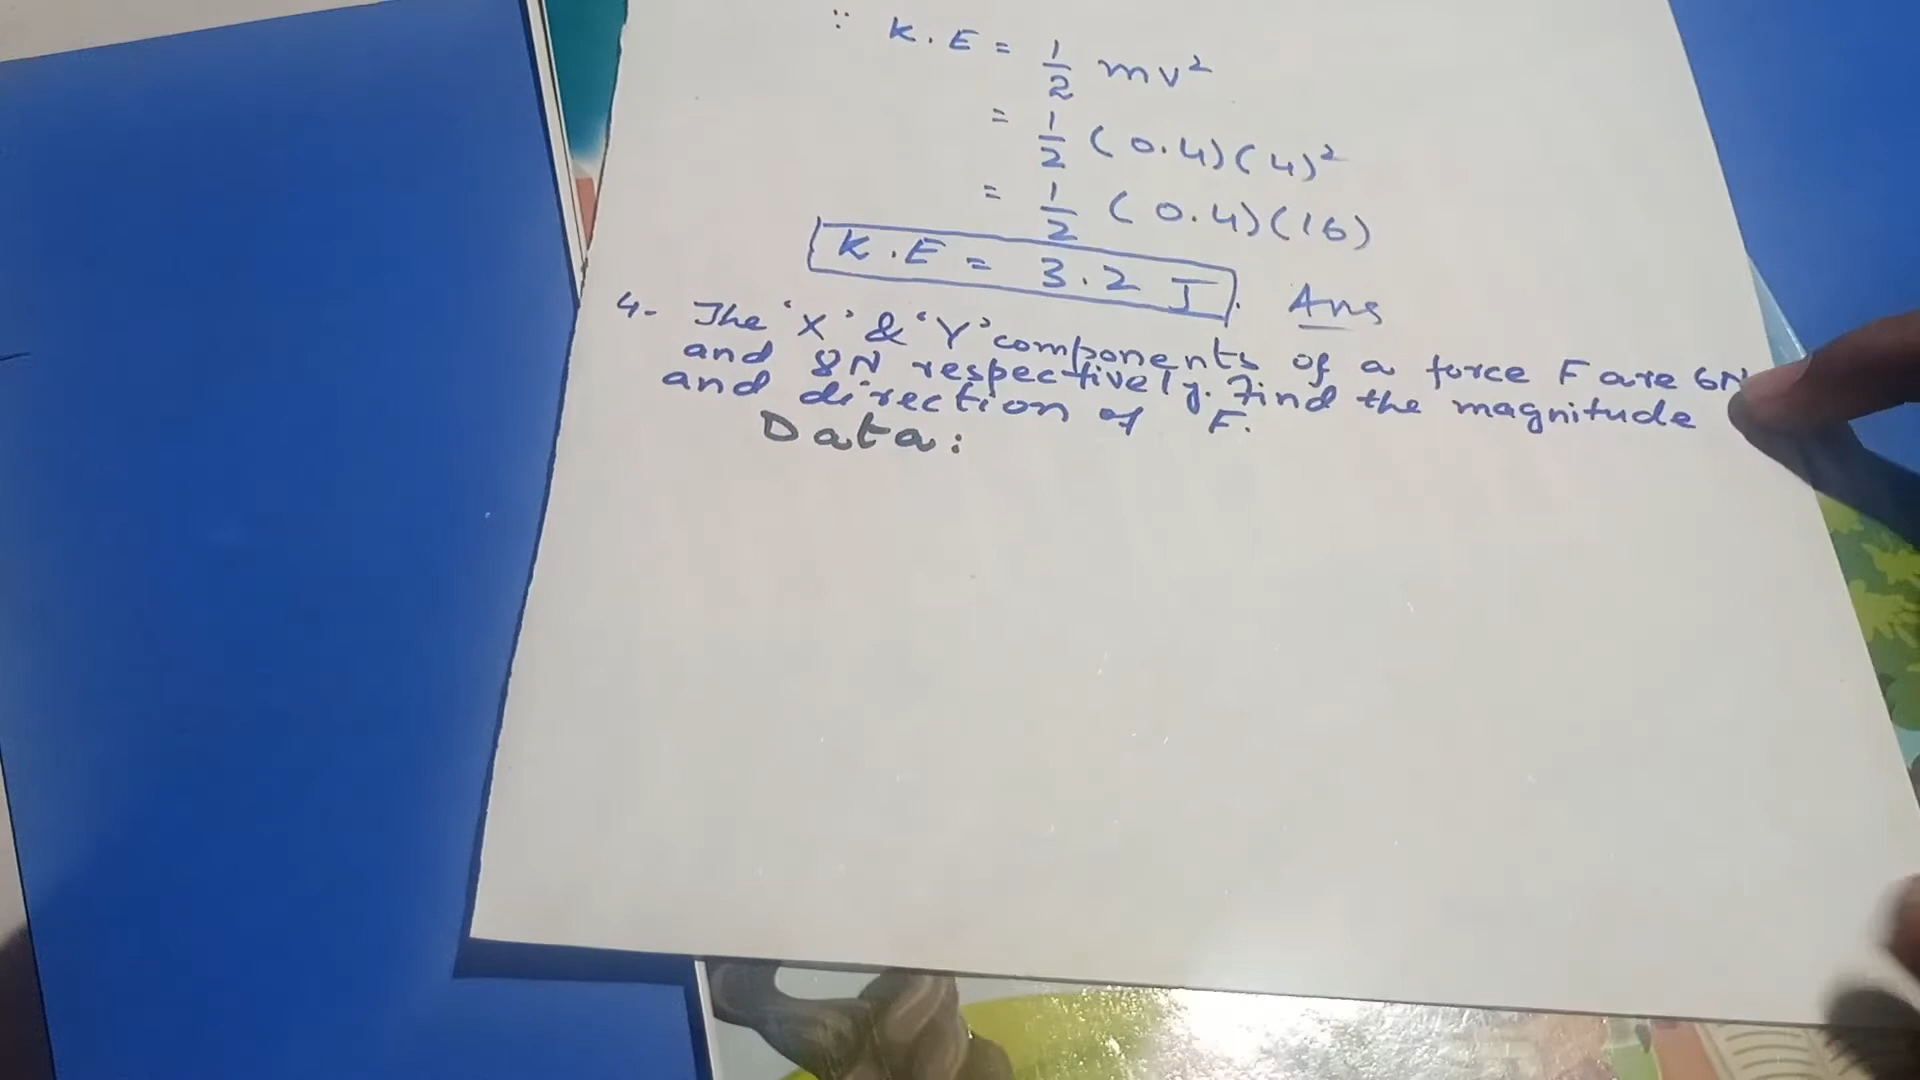 ∵ K.E = 1/2 mv²
= 1/2 (0.4)(4)²
= 1/2 (0.4)(16)
K.E = 3.2 J. Ans
4- The 'X' & 'Y' components of a force F are 6N
and 8N respectively. Find the magnitude
and direction of F.
Data: